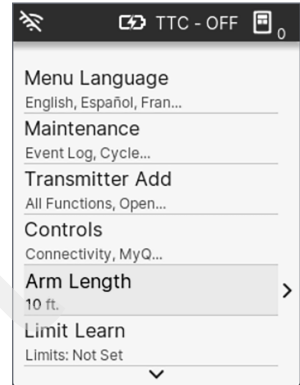 TTC - OFF 0
Menu Language
English, Español, Fran...
Maintenance
Event Log, Cycle...
Transmitter Add
All Functions, Open...
Controls
Connectivity, MyQ...
Arm Length
10 ft.
Limit Learn
Limits: Not Set